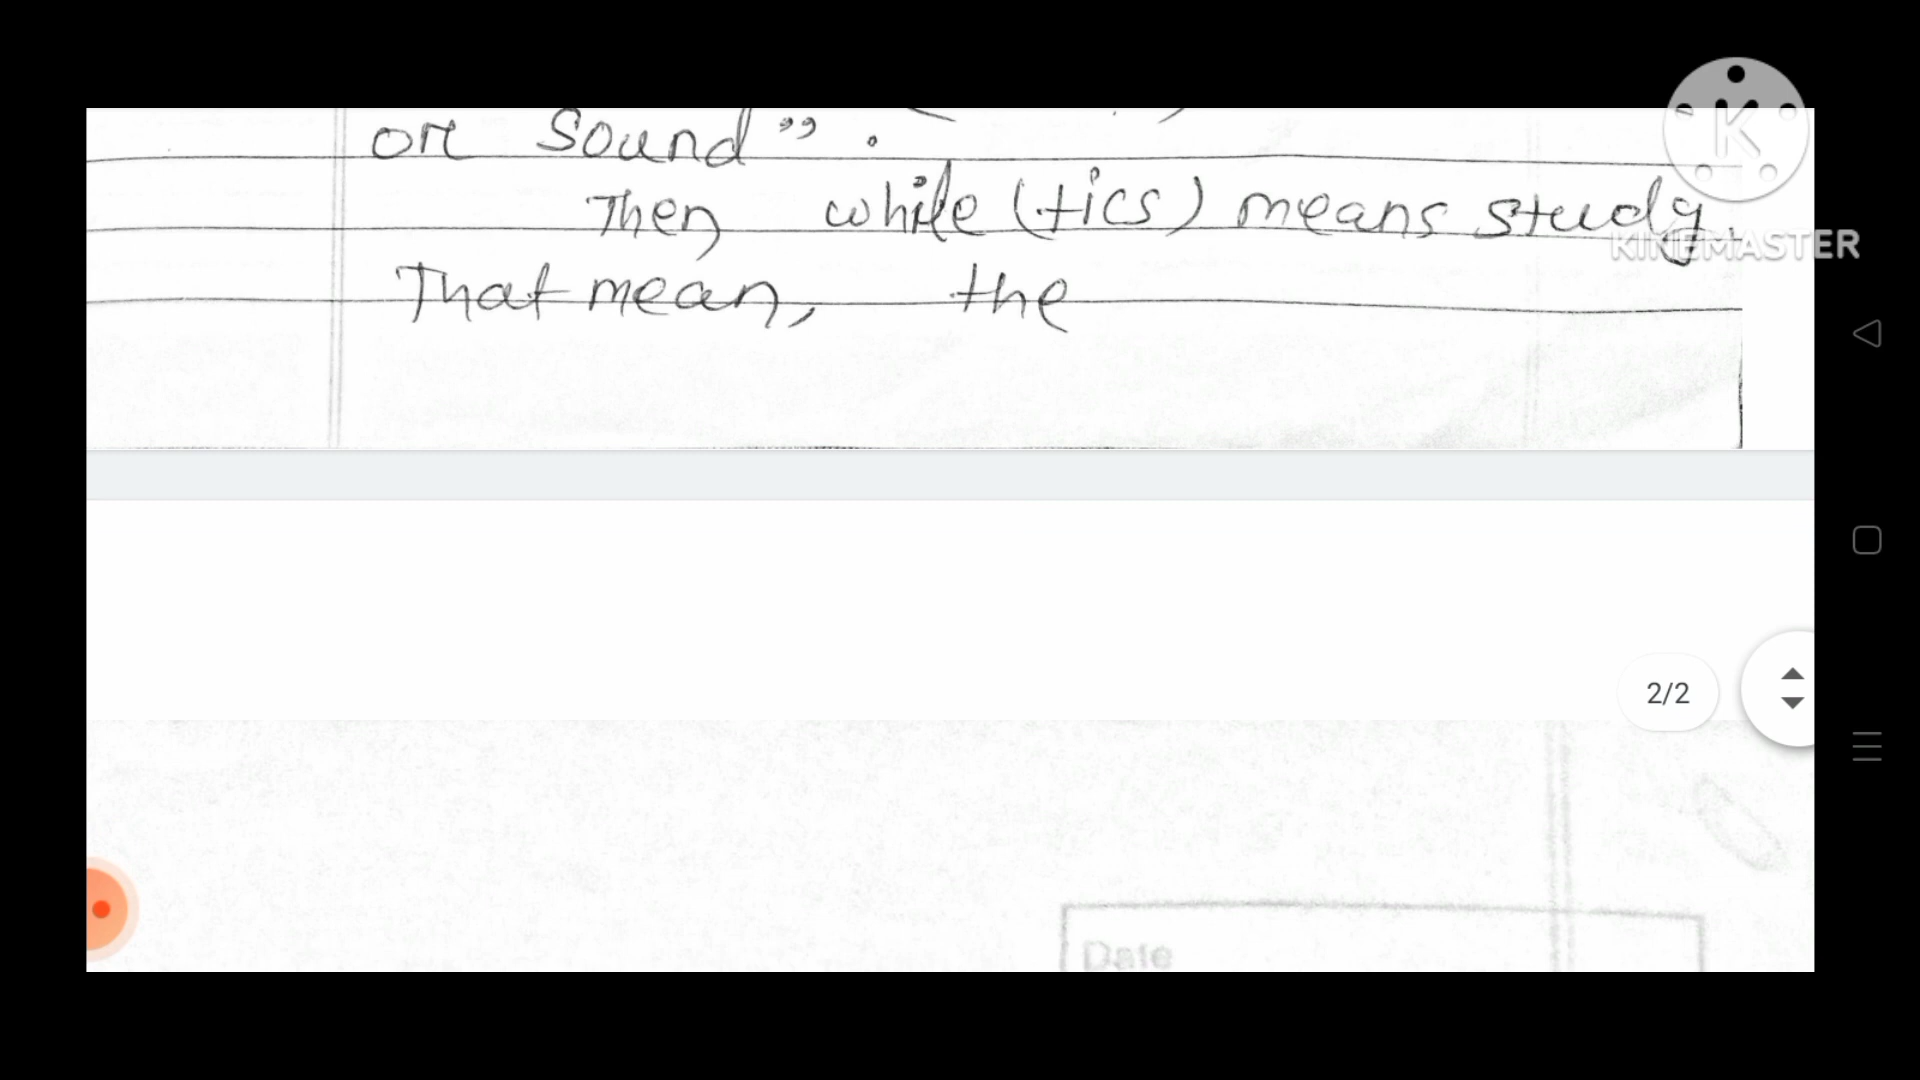 or Sound” .
Then while (tics) means study.
That mean, the
KINEMASTER
2/2
Date